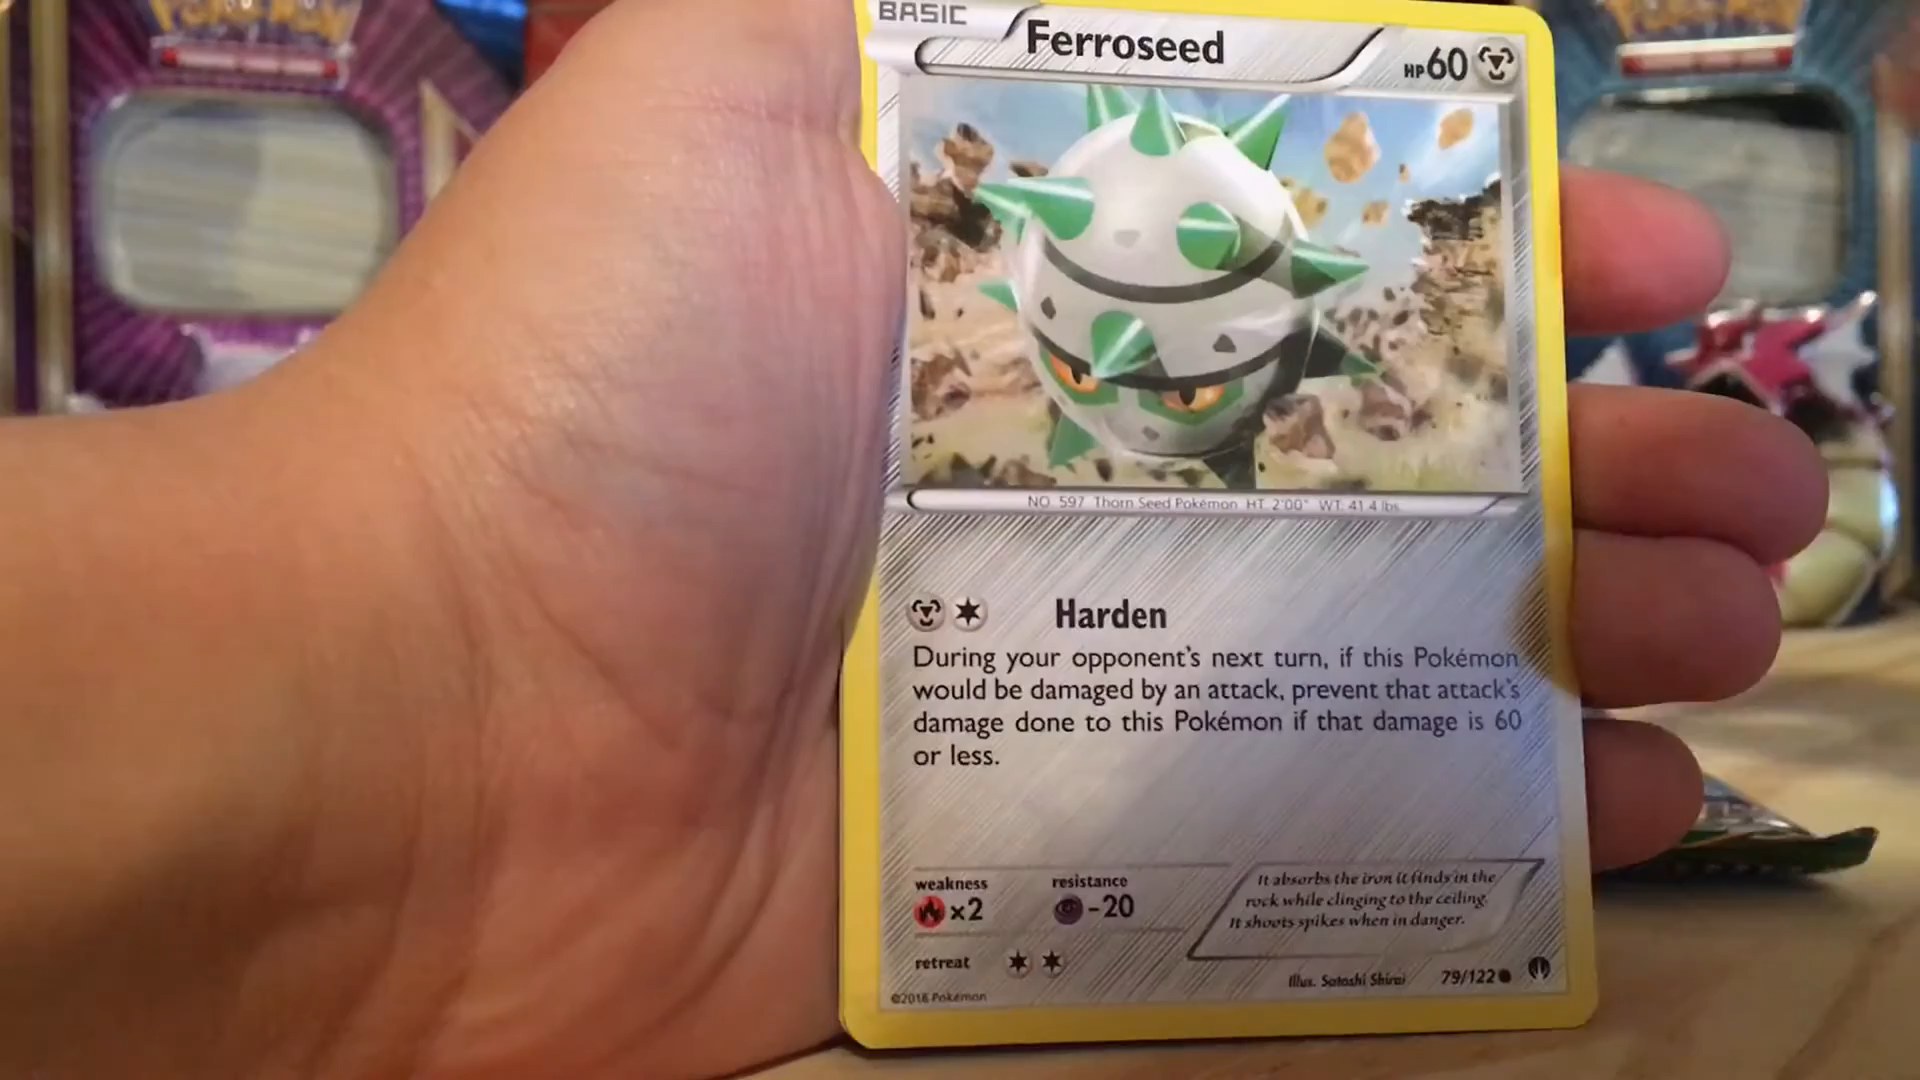 POKéMON
BASIC
Ferroseed
HP60
NO. 597 Thorn Seed Pokémon HT. 2'00" WT. 41.4 lbs.
Harden
During your opponent's next turn, if this Pokémon
would be damaged by an attack, prevent that attack's
damage done to this Pokémon if that damage is 60
or less.
weakness
×2
resistance
-20
It absorbs the iron it finds in the
rock while clinging to the ceiling.
It shoots spikes when in danger.
retreat
Illus. Satoshi Shirai
79/122
©2016 Pokémon